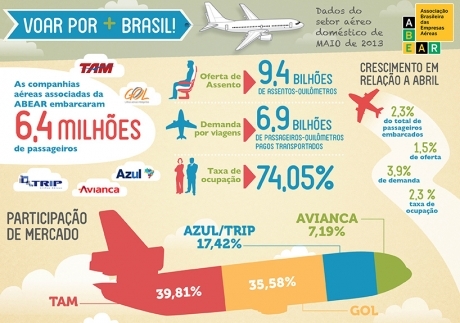 VOAR POR + BRASIL!
Dados do
setor aéreo
doméstico de
MAIO de 2013
ABEAR
Associação
Brasileira das
Empresas
Aéreas
TAM
GOL
As companhias
aéreas associadas da
ABEAR embarcaram
6,4 MILHÕES
de passageiros
TRIP
Azul
Avianca
Oferta de
Assento
9,4 BILHÕES
DE ASSENTOS-QUILÔMETROS
Demanda
por viagens
6,9 BILHÕES
DE PASSAGEIROS-QUILÔMETROS
PAGOS TRANSPORTADOS
Taxa de
ocupação
74,05%
CRESCIMENTO EM
RELAÇÃO A ABRIL
2,3%
do total de
passageiros
embarcados
1,5%
de oferta
3,9%
de demanda
2,3 %
taxa de
ocupação
PARTICIPAÇÃO
DE MERCADO
AZUL/TRIP
17,42%
AVIANCA
7,19%
39,81%
35,58%
TAM
GOL